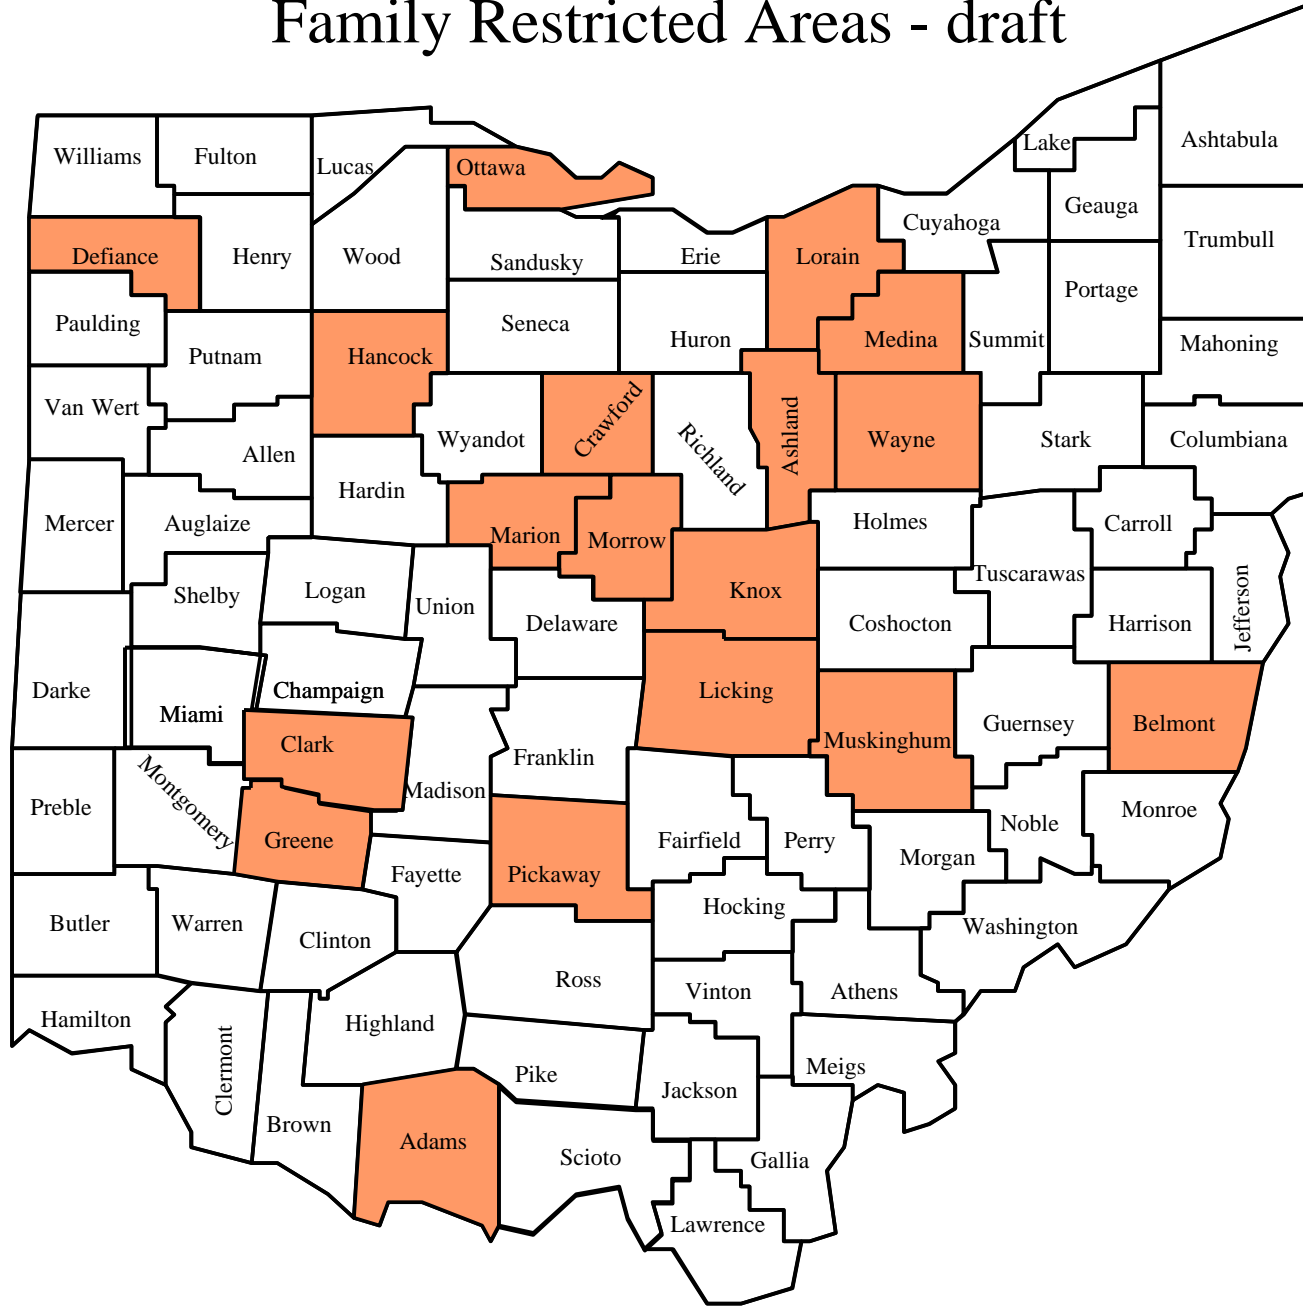 Family Restricted Areas - draft
Williams
Fulton
Lucas
Ottawa
Lake
Ashtabula
Geauga
Cuyahoga
Trumbull
Defiance
Henry
Wood
Sandusky
Erie
Lorain
Portage
Paulding
Putnam
Hancock
Seneca
Huron
Medina
Summit
Mahoning
Van Wert
Allen
Wyandot
Crawford
Richland
Ashland
Wayne
Stark
Columbiana
Mercer
Auglaize
Hardin
Marion
Morrow
Holmes
Carroll
Shelby
Logan
Union
Delaware
Knox
Coshocton
Tuscarawas
Harrison
Jefferson
Darke
Miami
Champaign
Licking
Muskinghum
Guernsey
Belmont
Clark
Franklin
Madison
Preble
Montgomery
Greene
Fayette
Pickaway
Fairfield
Perry
Morgan
Noble
Monroe
Butler
Warren
Clinton
Hocking
Washington
Ross
Vinton
Athens
Hamilton
Clermont
Highland
Pike
Jackson
Meigs
Brown
Adams
Scioto
Gallia
Lawrence